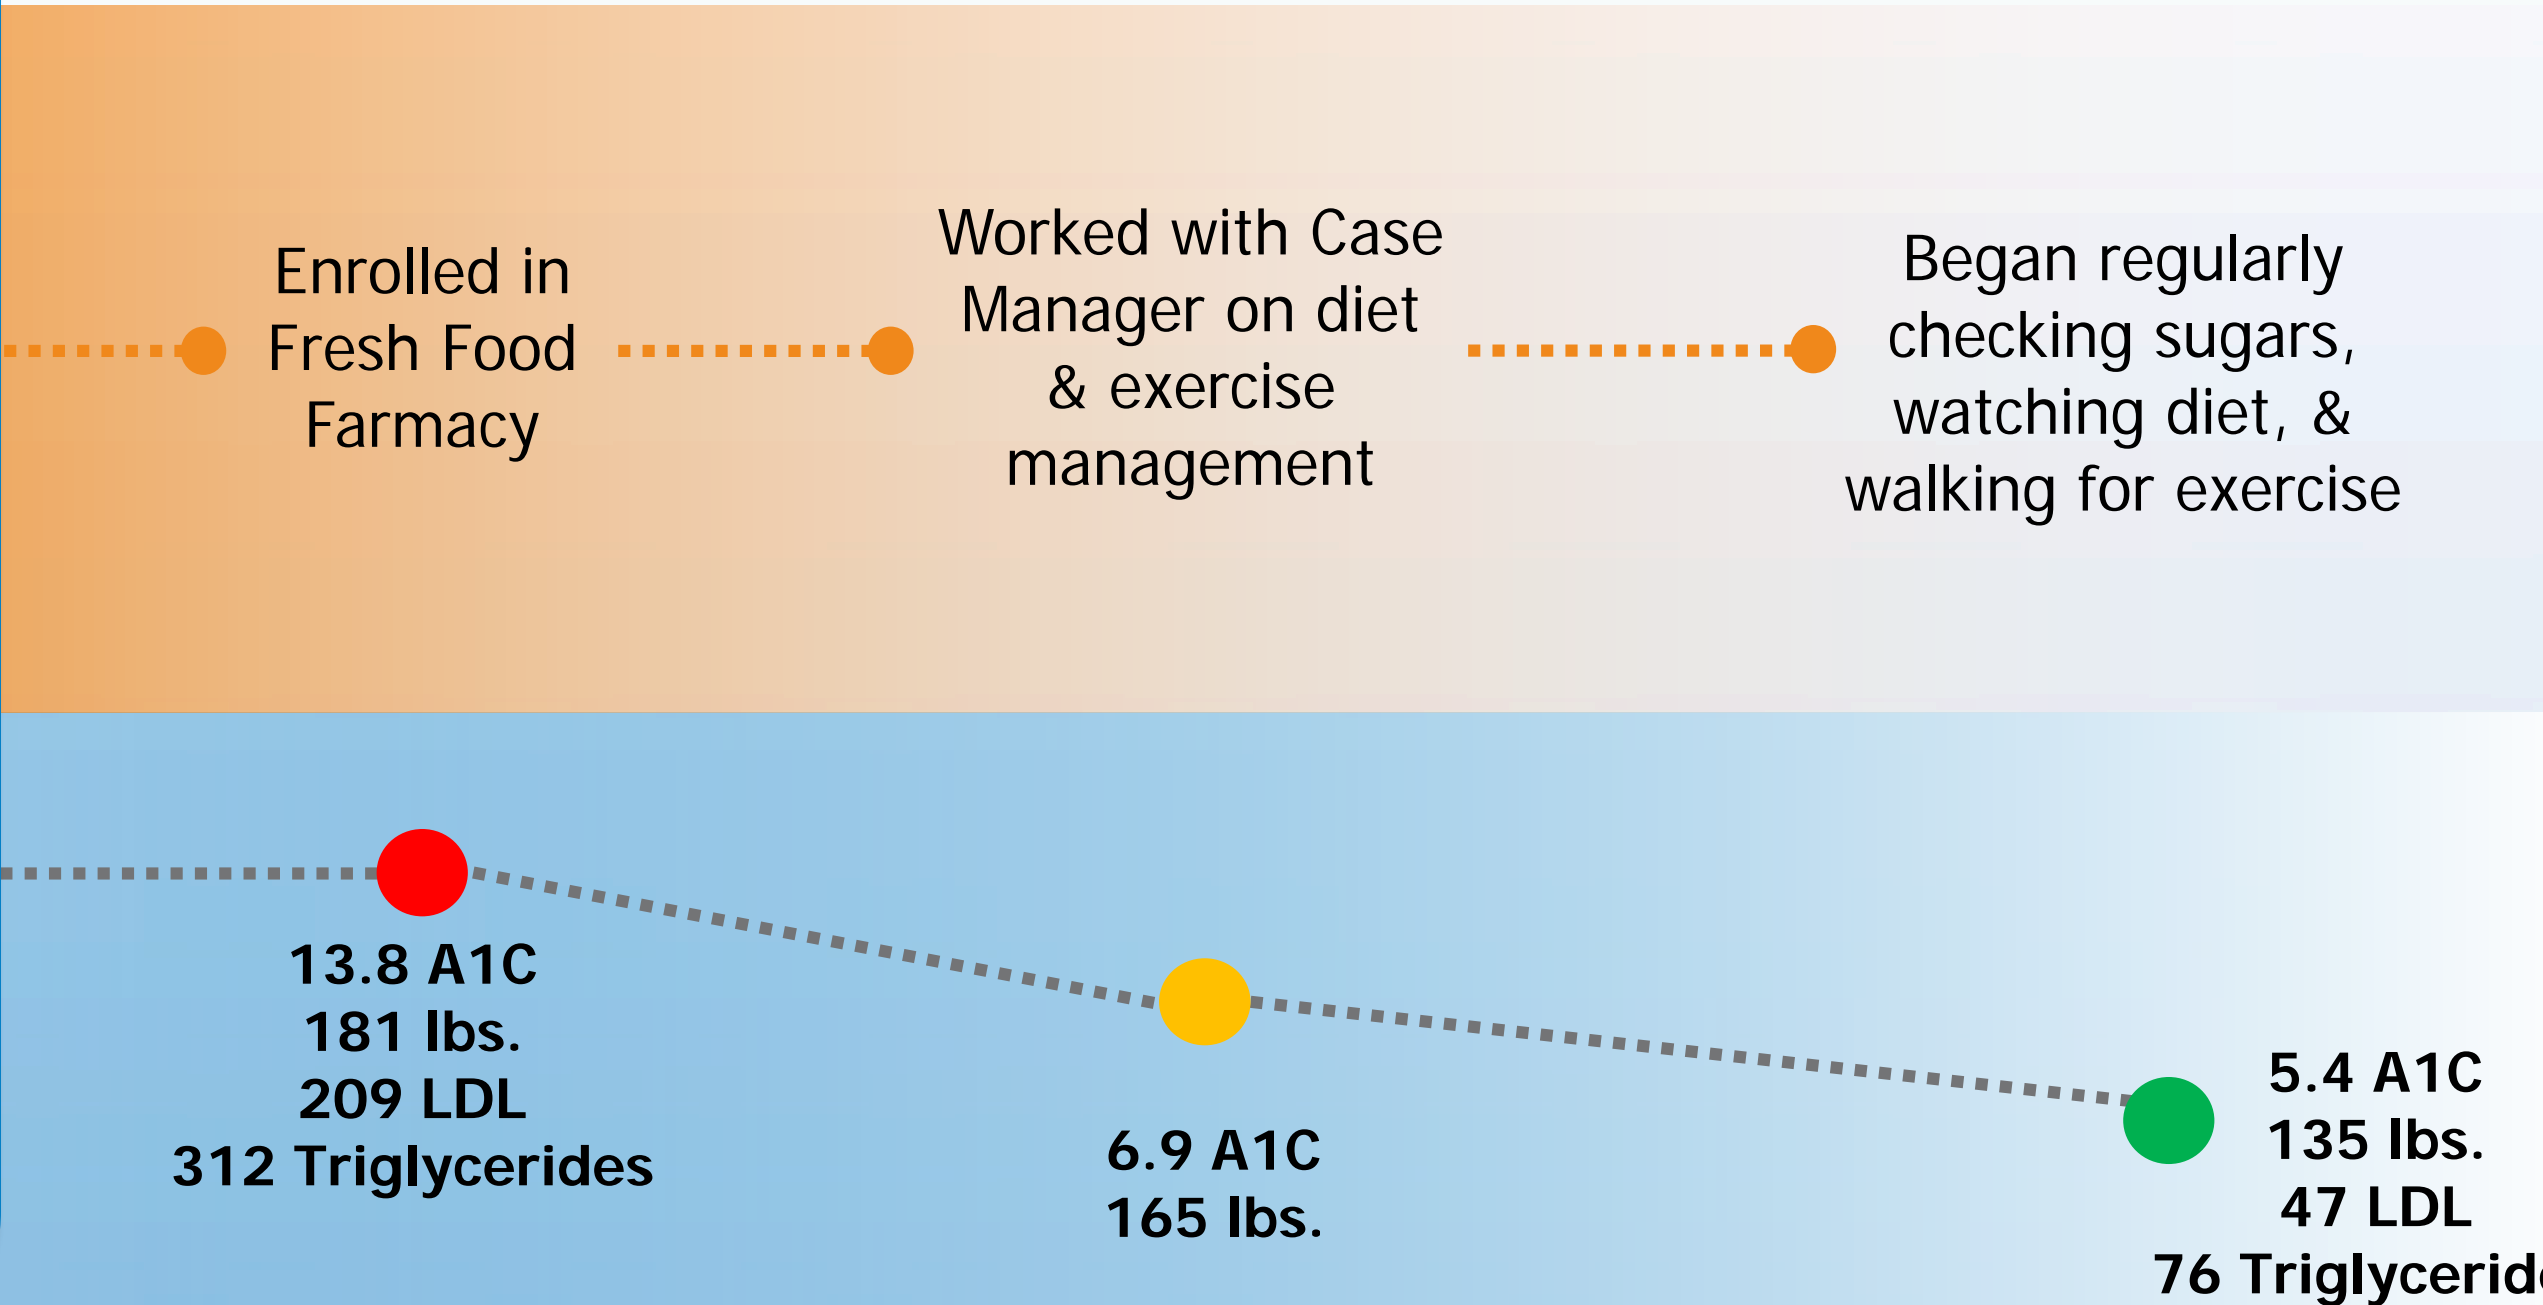 Enrolled in
Fresh Food
Farmacy
Worked with Case
Manager on diet
& exercise
management
Began regularly
checking sugars,
watching diet, &
walking for exercise
13.8 A1C
181 lbs.
209 LDL
312 Triglycerides
6.9 A1C
165 lbs.
5.4 A1C
135 lbs.
47 LDL
76